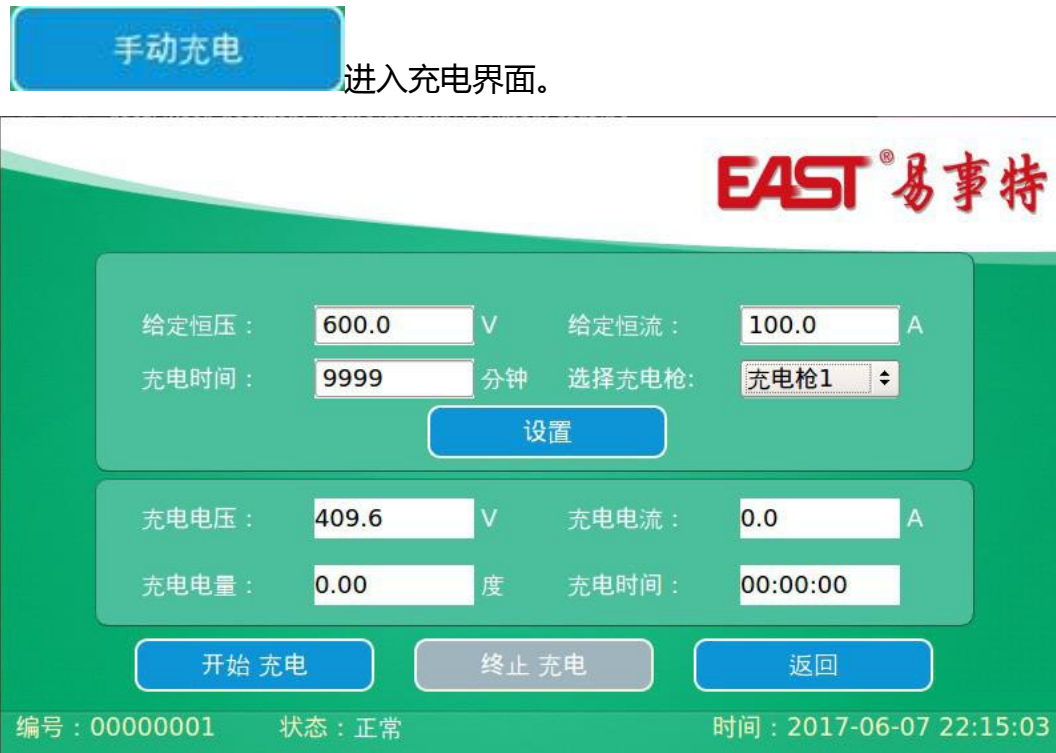 手动充电
进入充电界面。
EAST®易事特
给定恒压： 600.0 V 给定恒流： 100.0 A
充电时间： 9999 分钟 选择充电枪: 充电枪1
设置
充电电压： 409.6 V 充电电流： 0.0 A
充电电量： 0.00 度 充电时间： 00:00:00
开始 充电 终止 充电 返回
编号：00000001 状态：正常 时间：2017-06-07 22:15:03